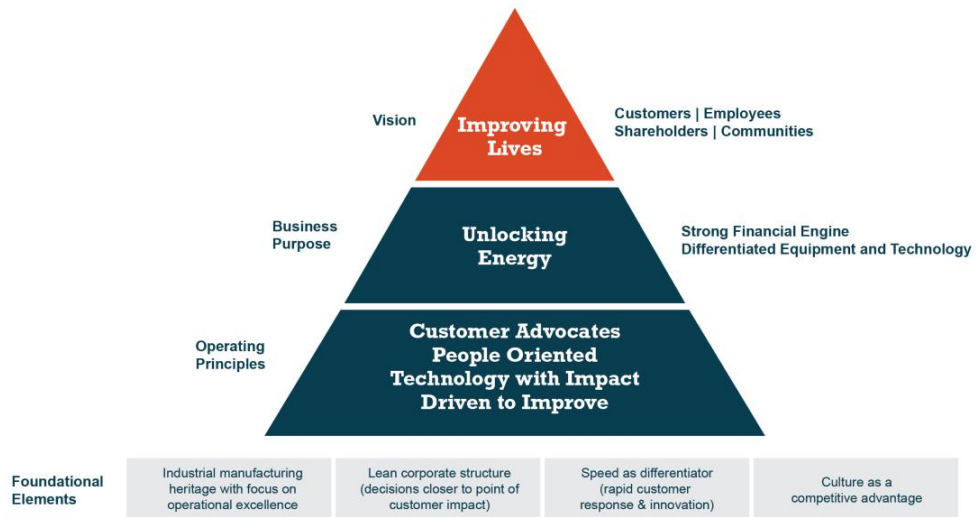 Vision
Improving
Lives
Customers | Employees
Shareholders | Communities
Business
Purpose
Unlocking
Energy
Strong Financial Engine
Differentiated Equipment and Technology
Operating
Principles
Customer Advocates
People Oriented
Technology with Impact
Driven to Improve
Foundational
Elements
Industrial manufacturing
heritage with focus on
operational excellence
Lean corporate structure
(decisions closer to point of
customer impact)
Speed as differentiator
(rapid customer
response & innovation)
Culture as a
competitive advantage